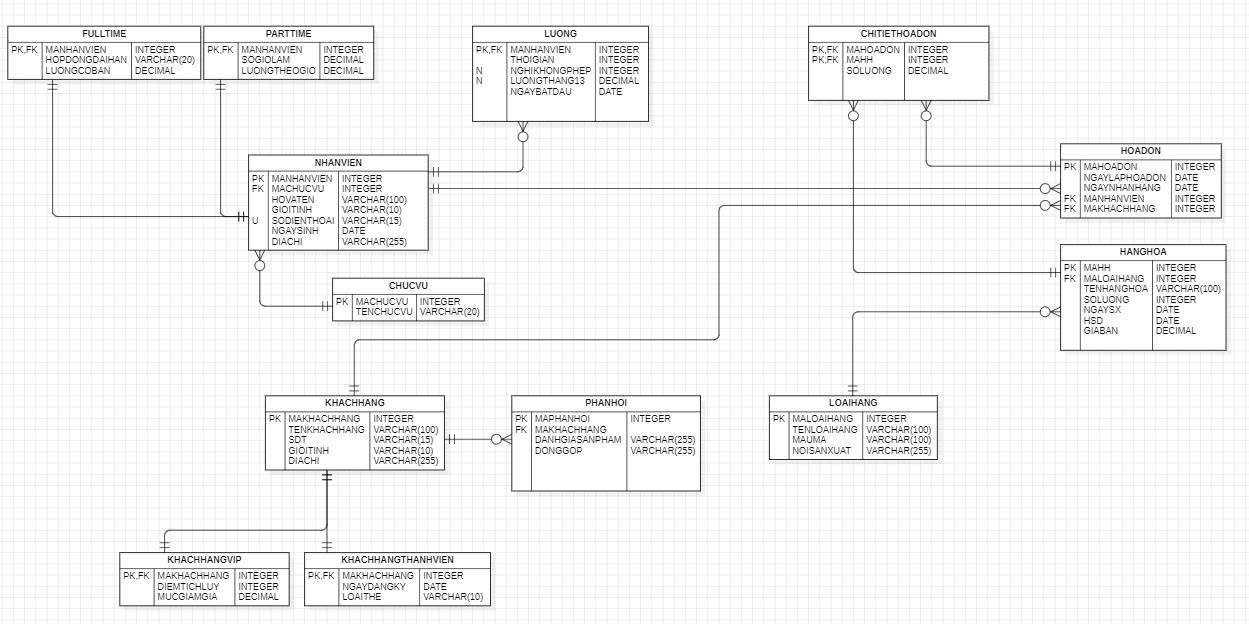 FULLTIME
PK,FK MANHANVIEN INTEGER
HOPDONGDAIHAN VARCHAR(20)
LUONGCOBAN DECIMAL
PARTTIME
PK,FK MANHANVIEN INTEGER
SOGIOLAM DECIMAL
LUONGTHEOGIO DECIMAL
LUONG
PK,FK MANHANVIEN INTEGER
THOIGIAN INTEGER
N NGHIKHONGPHEP INTEGER
N LUONGTHANG13 DECIMAL
NGAYBATDAU DATE
CHITIETHOADON
PK,FK MAHOADON INTEGER
PK,FK MAHH INTEGER
SOLUONG DECIMAL
NHANVIEN
PK MANHANVIEN INTEGER
FK MACHUCVU INTEGER
HOVATEN VARCHAR(100)
GIOITINH VARCHAR(10)
U SODIENTHOAI VARCHAR(15)
NGAYSINH DATE
DIACHI VARCHAR(255)
HOADON
PK MAHOADON INTEGER
NGAYLAPHOADON DATE
NGAYNHANHANG DATE
FK MANHANVIEN INTEGER
FK MAKHACHHANG INTEGER
HANGHOA
PK MAHH INTEGER
FK MALOAIHANG INTEGER
TENHANGHOA VARCHAR(100)
SOLUONG INTEGER
NGAYSX DATE
HSD DATE
GIABAN DECIMAL
CHUCVU
PK MACHUCVU INTEGER
TENCHUCVU VARCHAR(20)
KHACHHANG
PK MAKHACHHANG INTEGER
TENKHACHHANG VARCHAR(100)
SDT VARCHAR(15)
GIOITINH VARCHAR(10)
DIACHI VARCHAR(255)
PHANHOI
PK MAPHANHOI INTEGER
FK MAKHACHHANG
DANHGIASANPHAM VARCHAR(255)
DONGGOP VARCHAR(255)
LOAIHANG
PK MALOAIHANG INTEGER
TENLOAIHANG VARCHAR(100)
MAUMA VARCHAR(100)
NOISANXUAT VARCHAR(255)
KHACHHANGVIP
PK,FK MAKHACHHANG INTEGER
DIEMTICHLUY INTEGER
MUCGIAMGIA DECIMAL
KHACHHANGTHANHVIEN
PK,FK MAKHACHHANG INTEGER
NGAYDANGKY DATE
LOAITHE VARCHAR(10)